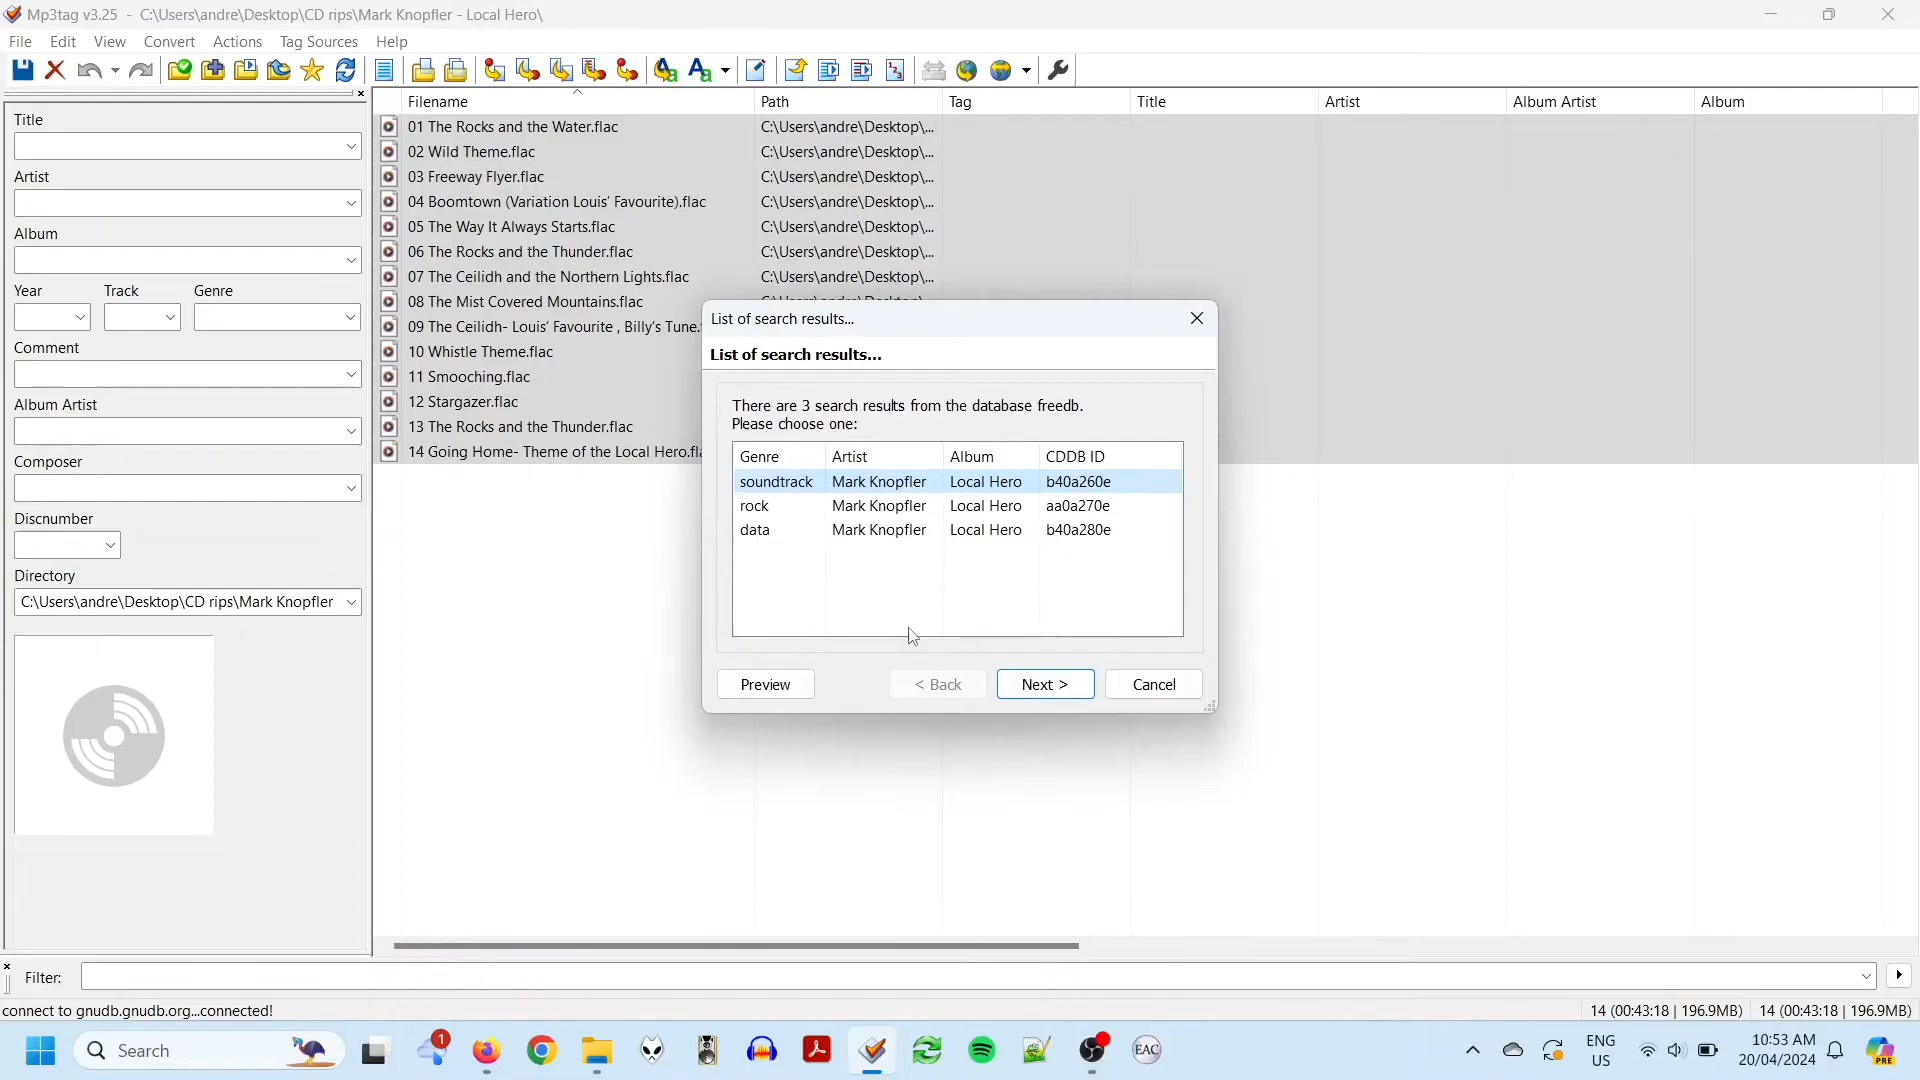 Mp3tag v3.25 - C:\Users\andre\Desktop\CD rips\Mark Knopfler - Local Hero\
File Edit View Convert Actions Tag Sources Help
Title
Artist
Album
Year Track Genre
Comment
Album Artist
Composer
Discnumber
Directory
C:\Users\andre\Desktop\CD rips\Mark Knopfler
Filename Path Tag Title Artist Album Artist Album
01 The Rocks and the Water.flac C:\Users\andre\Desktop\...
02 Wild Theme.flac C:\Users\andre\Desktop\...
03 Freeway Flyer.flac C:\Users\andre\Desktop\...
04 Boomtown (Variation Louis' Favourite).flac C:\Users\andre\Desktop\...
05 The Way It Always Starts.flac C:\Users\andre\Desktop\...
06 The Rocks and the Thunder.flac C:\Users\andre\Desktop\...
07 The Ceilidh and the Northern Lights.flac C:\Users\andre\Desktop\...
08 The Mist Covered Mountains.flac
09 The Ceilidh- Louis' Favourite , Billy's Tune.
10 Whistle Theme.flac
11 Smooching.flac
12 Stargazer.flac
13 The Rocks and the Thunder.flac
14 Going Home- Theme of the Local Hero.fla
List of search results...
List of search results...
There are 3 search results from the database freedb.
Please choose one:
Genre Artist Album CDDB ID
soundtrack Mark Knopfler Local Hero b40a260e
rock Mark Knopfler Local Hero aa0a270e
data Mark Knopfler Local Hero b40a280e
Preview < Back Next > Cancel
Filter:
connect to gnudb.gnudb.org...connected! 14 (00:43:18 | 196.9MB) 14 (00:43:18 | 196.9MB)
Search 1 EAC ENG US 10:53 AM 20/04/2024 PRE